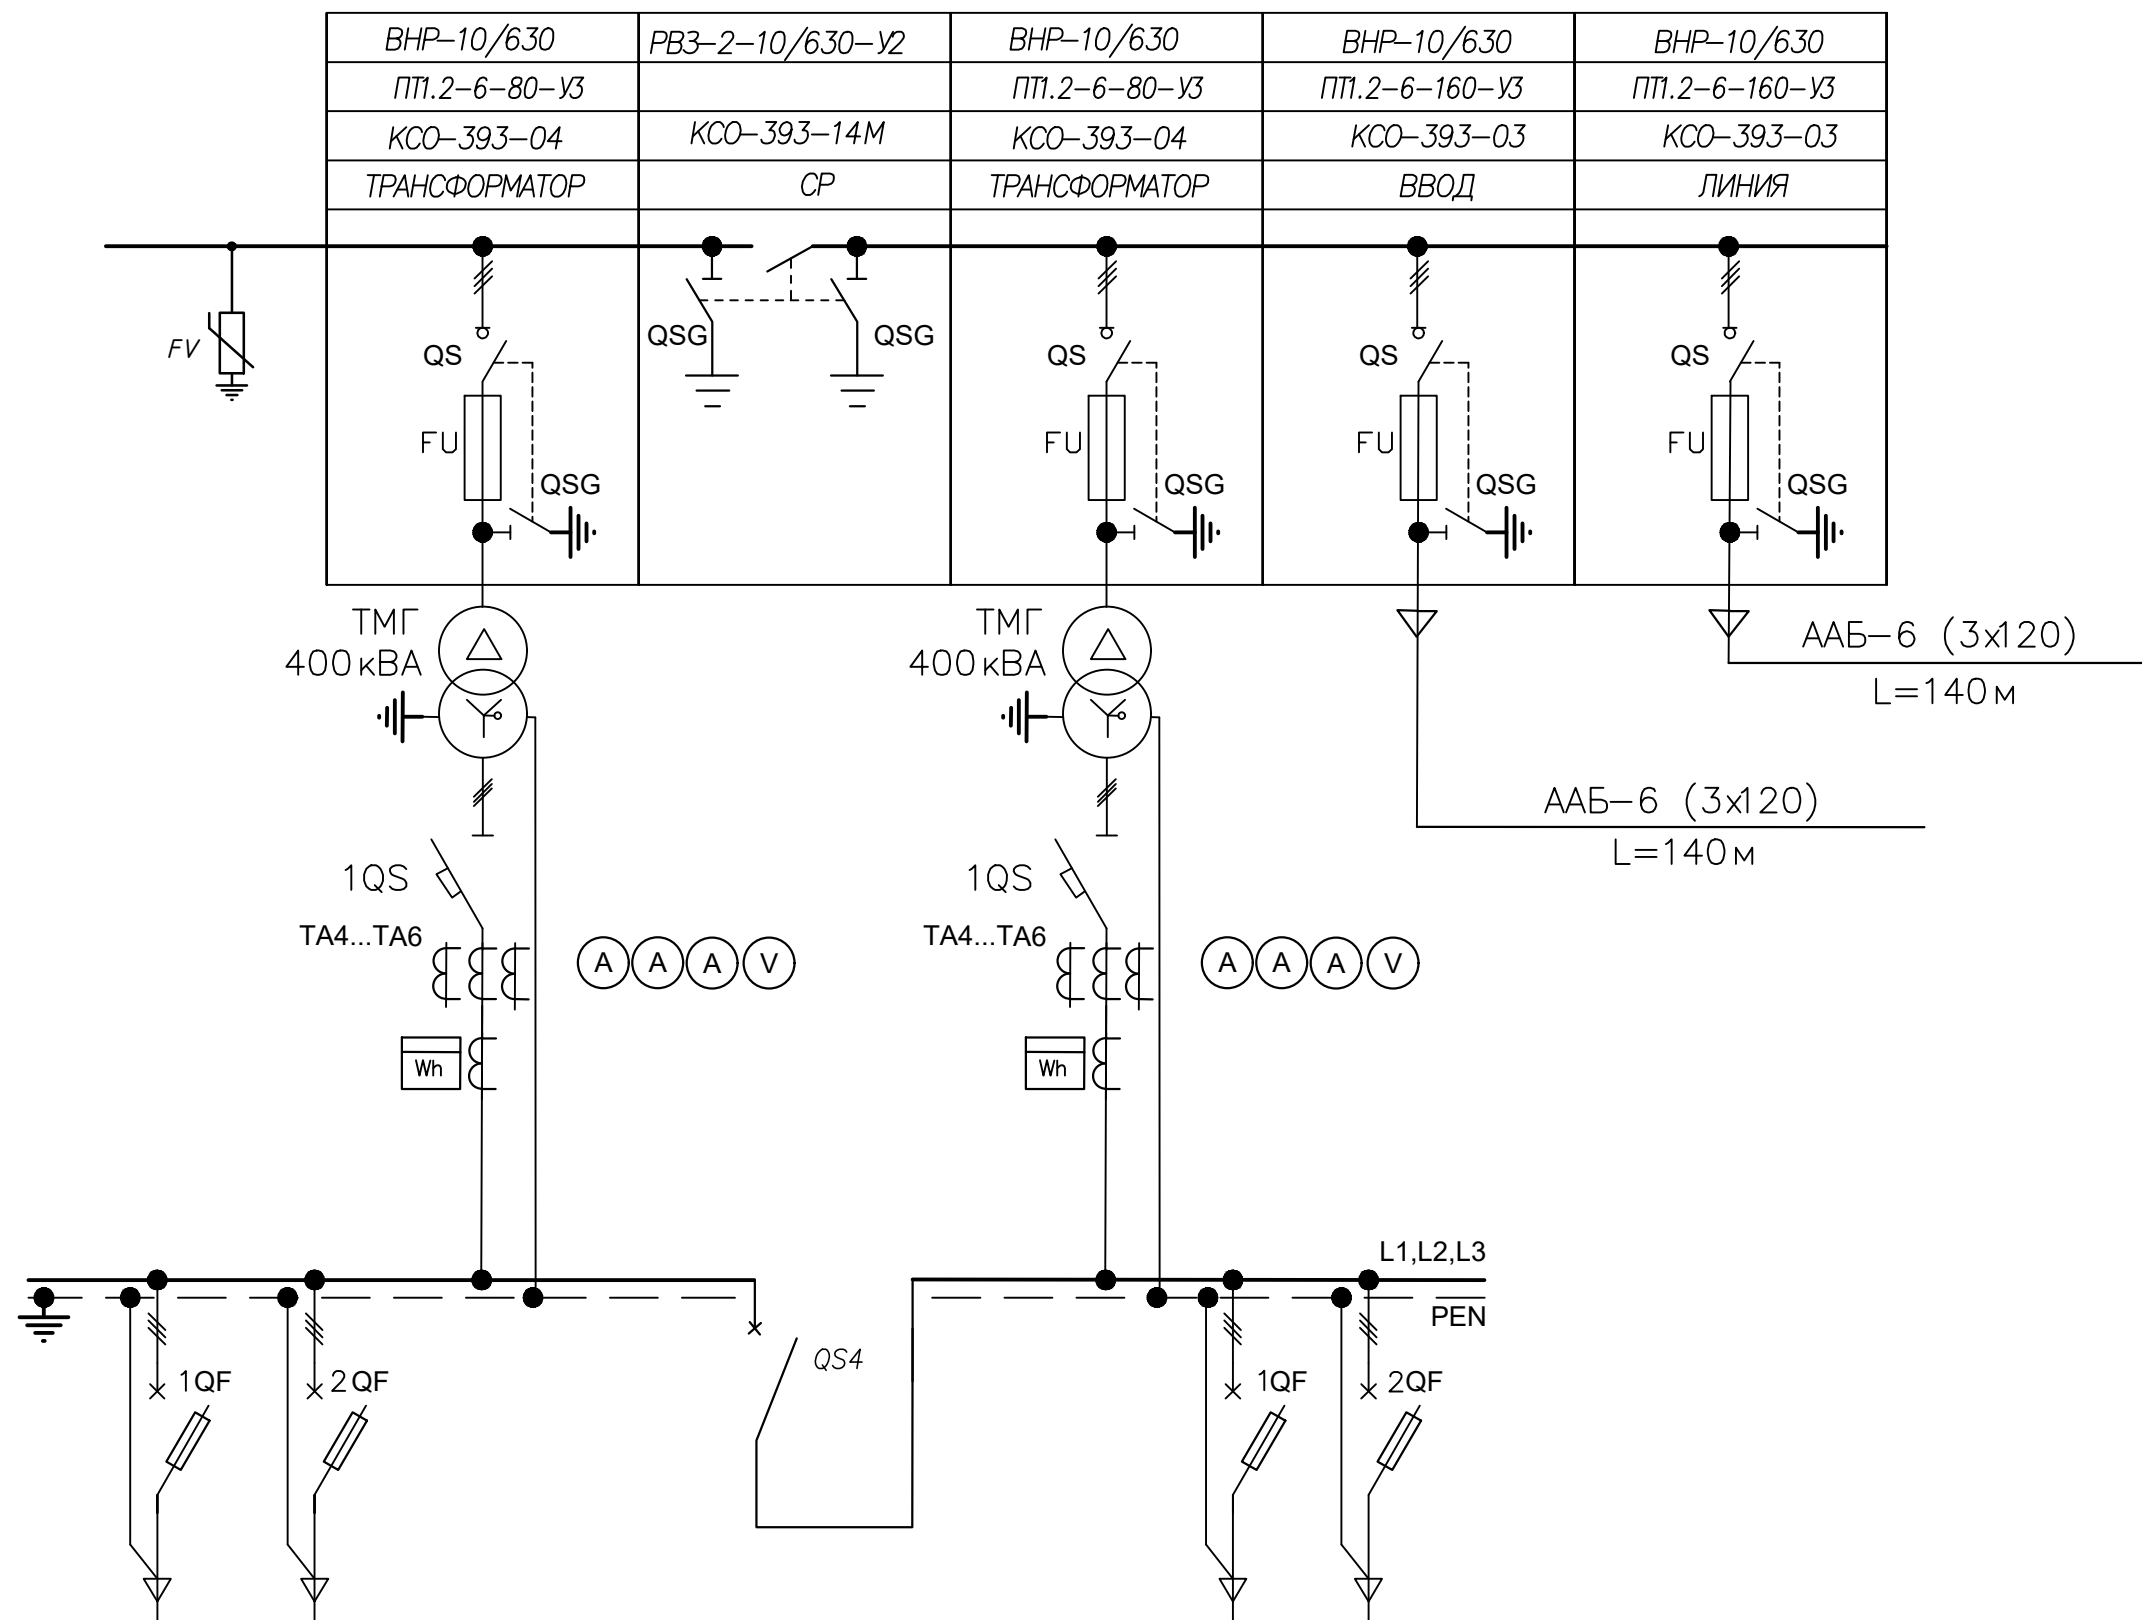 ВНР-10/630 РВЗ-2-10/630-У2 ВНР-10/630 ВНР-10/630 ВНР-10/630
ПТ1.2-6-80-У3 ПТ1.2-6-80-У3 ПТ1.2-6-160-У3 ПТ1.2-6-160-У3
КСО-393-04 КСО-393-14М КСО-393-04 КСО-393-03 КСО-393-03
ТРАНСФОРМАТОР СР ТРАНСФОРМАТОР ВВОД ЛИНИЯ
FV QS QSG QSG QS QS QS
FU FU FU FU
QSG QSG QSG QSG
ТМГ ТМГ ААБ-6 (3х120)
400 кВА 400 кВА L=140 м
ААБ-6 (3х120)
L=140 м
1QS 1QS
TA4...TA6 TA4...TA6
A A A V A A A V
Wh Wh
L1,L2,L3
PEN
QS4
1QF 2QF 1QF 2QF